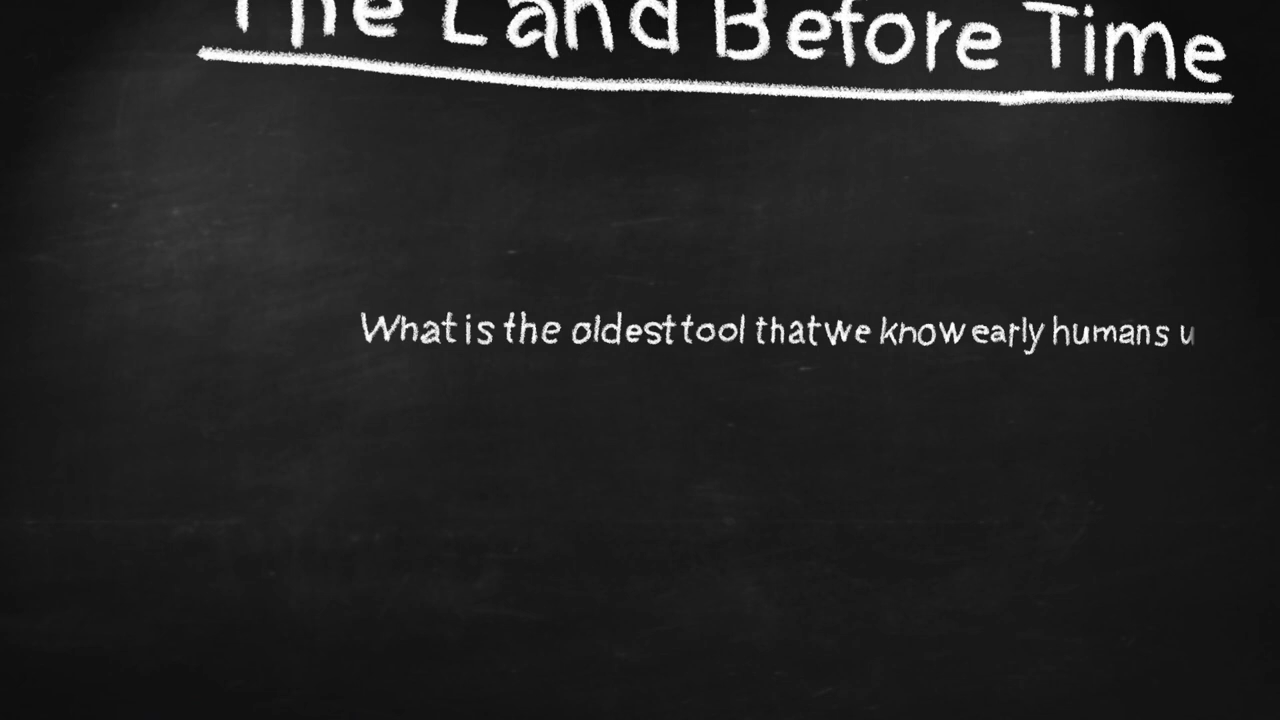 The Land Before Time
What is the oldest tool that we know early humans u